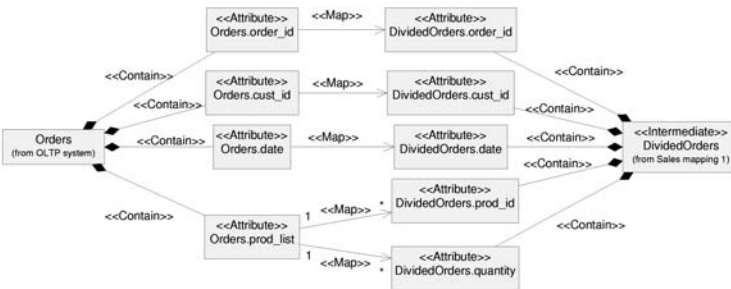 <<Attribute>>
Orders.order_id
<<Map>>
<<Attribute>>
DividedOrders.order_id
<<Contain>>
<<Contain>>
<<Attribute>>
Orders.cust_id
<<Map>>
<<Attribute>>
DividedOrders.cust_id
<<Contain>>
<<Contain>>
Orders
(from OLTP system)
<<Contain>>
<<Attribute>>
Orders.date
<<Map>>
<<Attribute>>
DividedOrders.date
<<Contain>>
<<Intermediate>>
DividedOrders
(from Sales mapping 1)
<<Contain>>
<<Contain>>
<<Attribute>>
Orders.prod_list
1
<<Map>>
*
<<Attribute>>
DividedOrders.prod_id
1
<<Map>>
*
<<Attribute>>
DividedOrders.quantity
<<Contain>>